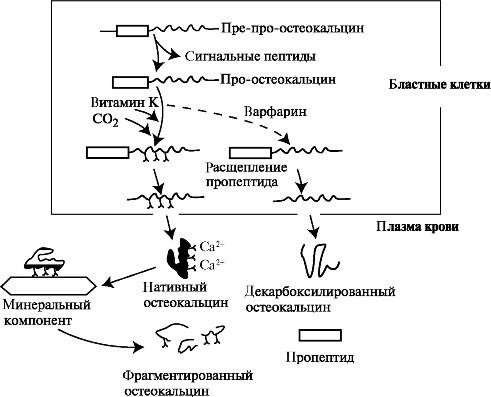 Пре-про-остеокальцин
Сигнальные пептиды
Про-остеокальцин
Бластные клетки
Витамин К
CO2
Варфарин
Расщепление
пропептида
Плазма крови
Ca2+
Ca2+
Нативный
остеокальцин
Декарбоксилированный
остеокальцин
Минеральный
компонент
Пропептид
Фрагментированный
остеокальцин